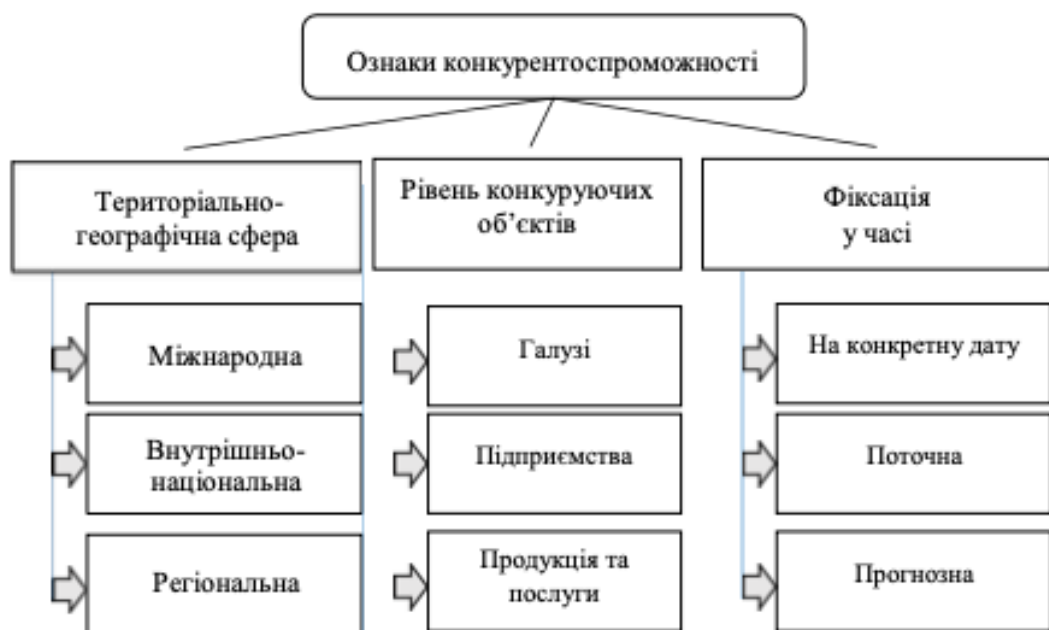 Ознаки конкурентоспроможності
Територіально-
географічна сфера
Міжнародна
Внутрішньо-
національна
Регіональна
Рівень конкуруючих
об’єктів
Галузі
Підприємства
Продукція та
послуги
Фіксація
у часі
На конкретну дату
Поточна
Прогнозна